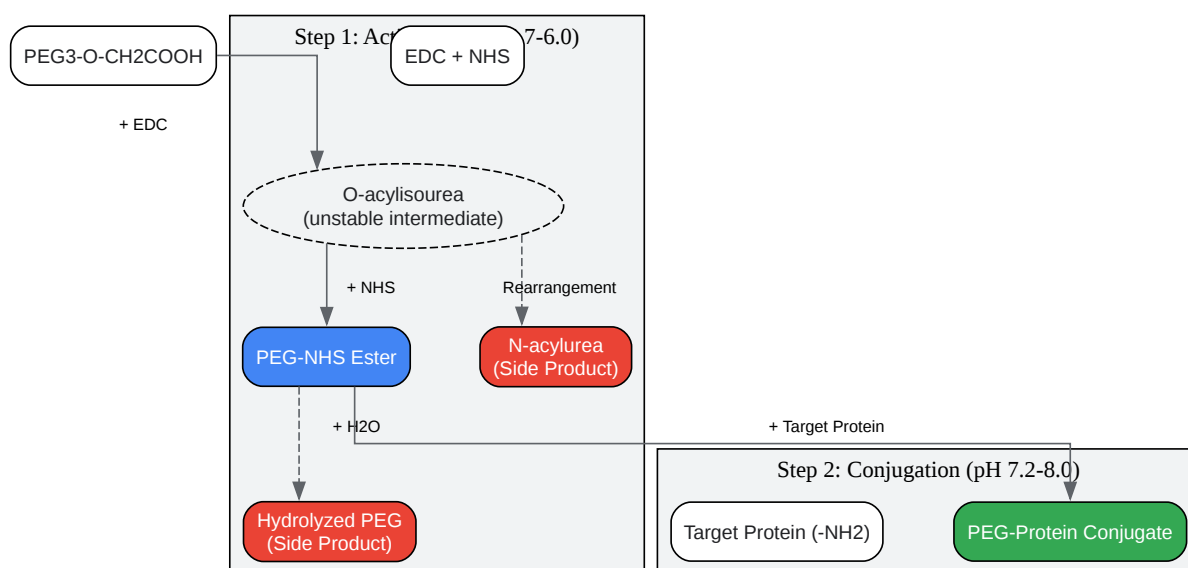 Step 1: Act 7-6.0)
PEG3-O-CH2COOH
EDC + NHS
+ EDC
O-acylisourea
(unstable intermediate)
+ NHS
Rearrangement
PEG-NHS Ester
N-acylurea
(Side Product)
+ H2O
+ Target Protein
Step 2: Conjugation (pH 7.2-8.0)
Hydrolyzed PEG
(Side Product)
Target Protein (-NH2)
PEG-Protein Conjugate